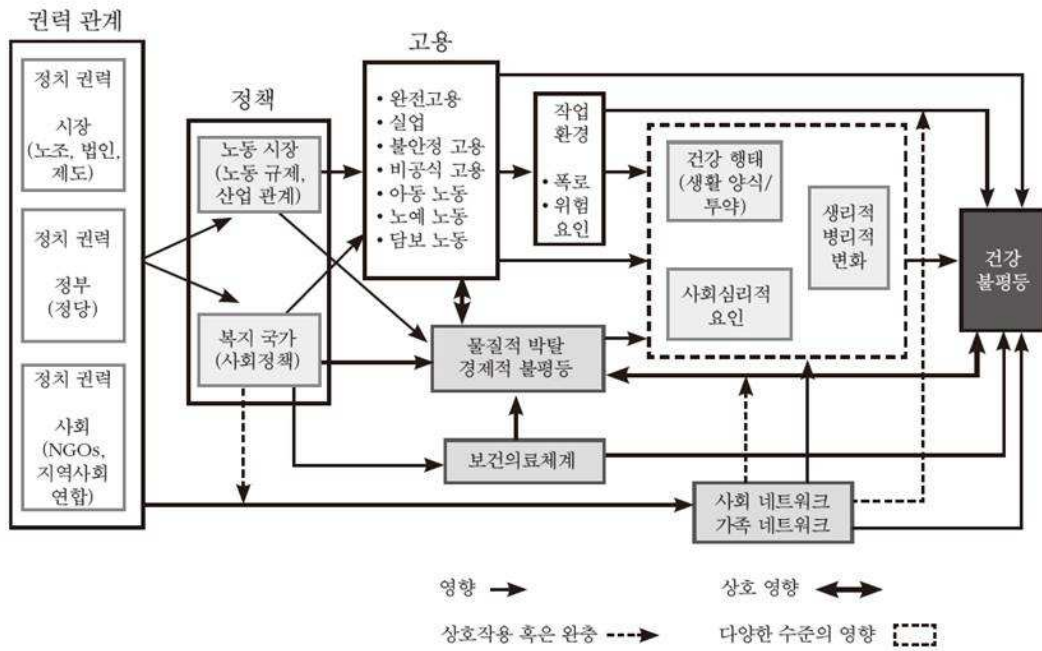 권력 관계
정치 권력
시장
(노조, 법인,
제도)
정치 권력
정부
(정당)
정치 권력
사회
(NGOs,
지역사회
연합)
정책
노동 시장
(노동 규제,
산업 관계)
복지 국가
(사회정책)
고용
• 완전고용
• 실업
• 불안정 고용
• 비공식 고용
• 아동 노동
• 노예 노동
• 담보 노동
작업
환경
• 폭로
• 위험
요인
물질적 박탈
경제적 불평등
보건의료체계
사회 네트워크
가족 네트워크
건강 행태
(생활 양식/
투약)
사회심리적
요인
생리적
병리적
변화
건강
불평등
영향
상호 영향
상호작용 혹은 완충
다양한 수준의 영향